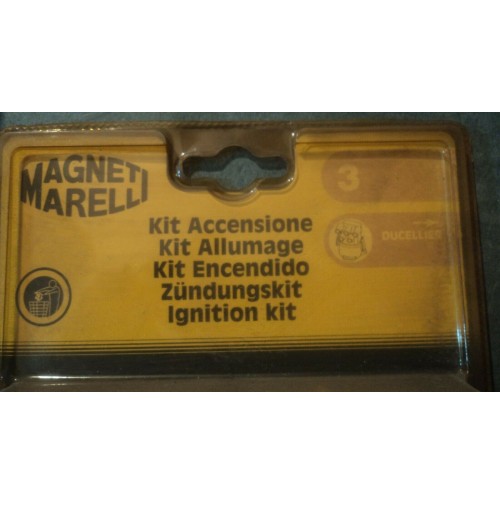 MAGNETI
MARELLI
3
Kit Accensione
Kit Allumage
Kit Encendido
Zündungskit
Ignition kit
DUCELLIER